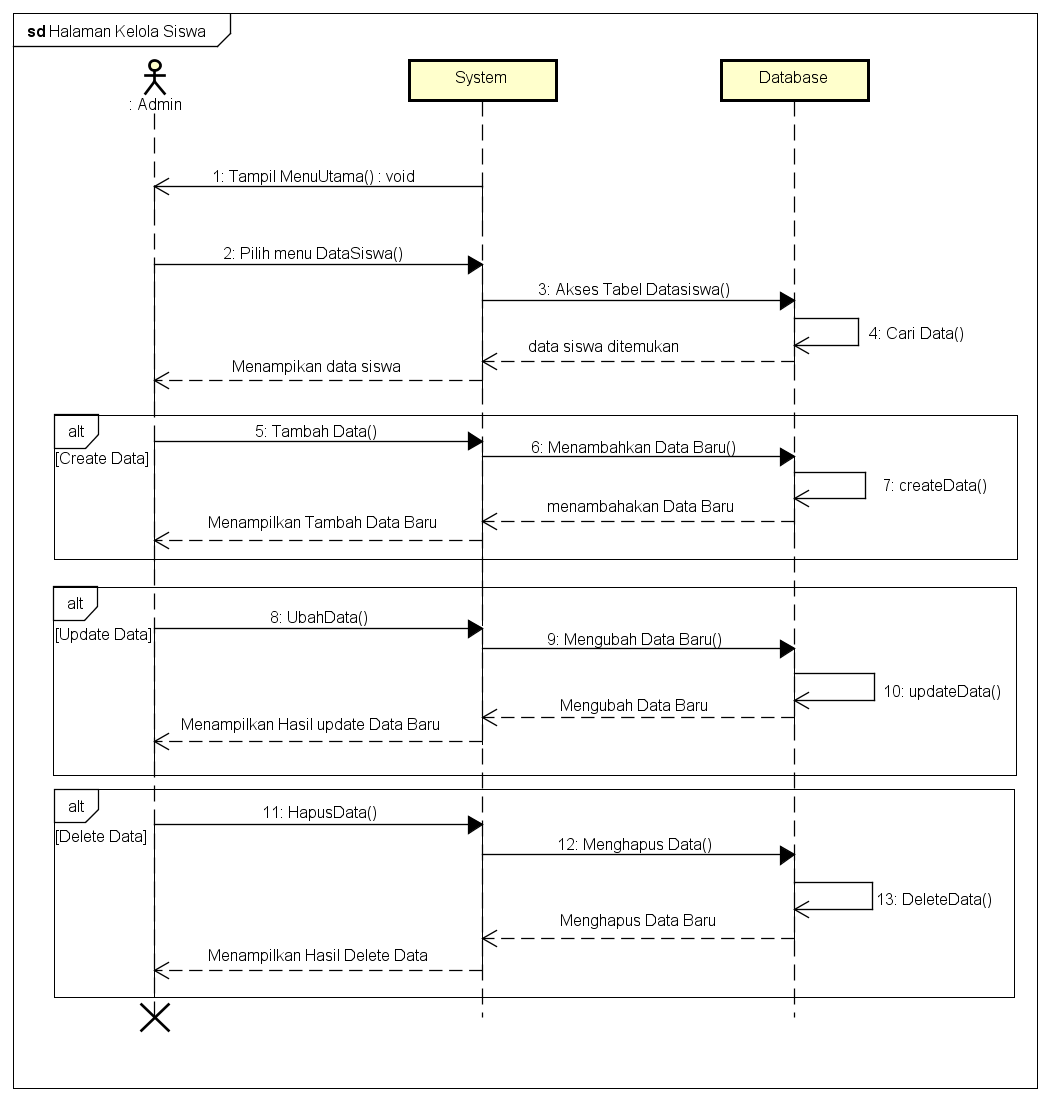 sd Halaman Kelola Siswa
: Admin
System
Database
1: Tampil MenuUtama() : void
2: Pilih menu DataSiswa()
3: Akses Tabel Datasiswa()
4: Cari Data()
data siswa ditemukan
Menampikan data siswa
alt
[Create Data]
5: Tambah Data()
6: Menambahkan Data Baru()
7: createData()
menambahakan Data Baru
Menampilkan Tambah Data Baru
alt
[Update Data]
8: UbahData()
9: Mengubah Data Baru()
10: updateData()
Mengubah Data Baru
Menampilkan Hasil update Data Baru
alt
[Delete Data]
11: HapusData()
12: Menghapus Data()
13: DeleteData()
Menghapus Data Baru
Menampilkan Hasil Delete Data